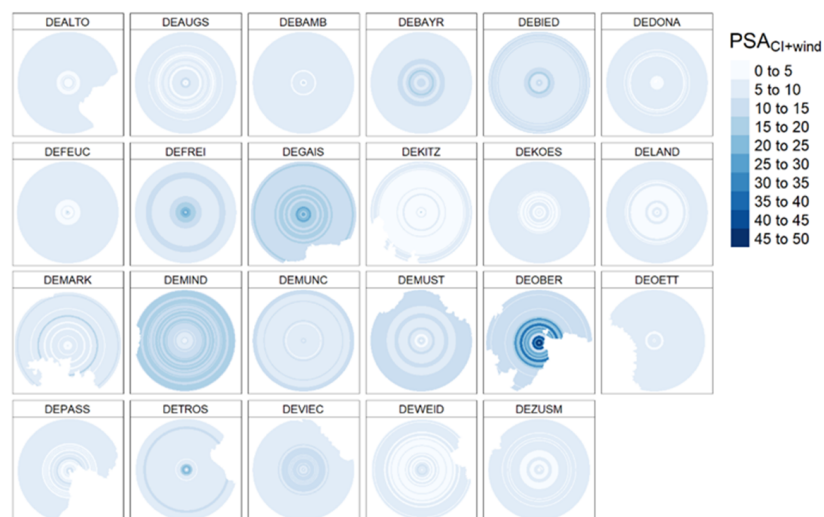 DEALTO DEAUGS DEBAMB DEBAYR DEBIED DEDONA
PSACI+wind
0 to 5
5 to 10
10 to 15
15 to 20
20 to 25
25 to 30
30 to 35
35 to 40
40 to 45
45 to 50
DEFEUC DEFREI DEGAIS DEKITZ DEKOES DELAND
DEMARK DEMIND DEMUNC DEMUST DEOBER DEOETT
DEPASS DETROS DEVIEC DEWEID DEZUSM